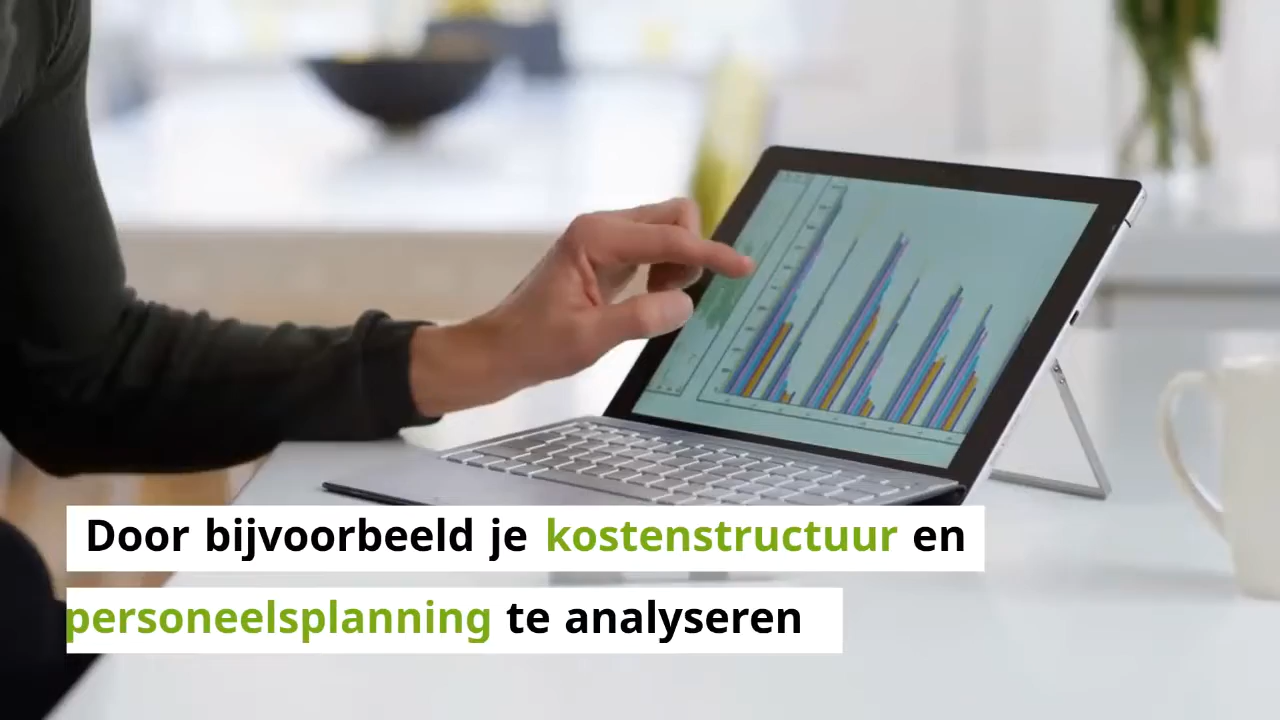 Door bijvoorbeeld je kostenstructuur en
personeelsplanning te analyseren